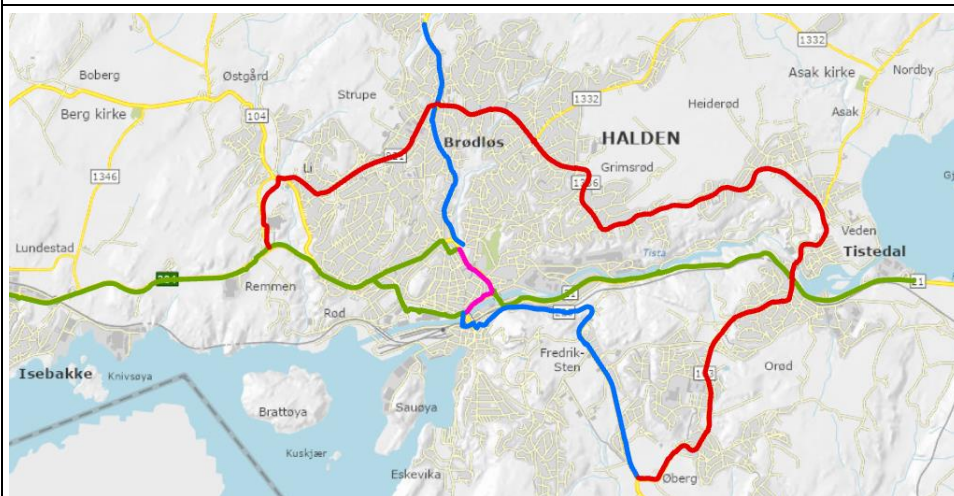 1332
Boberg
Østgård
Asak kirke
Nordby
Strupe
1332
Heiderød
Berg kirke
104
Asak
Brødløs
HALDEN
Li
Grimsrød
1346
Veden
Lundestad
Tista
Tistedal
Remmen
21
21
Rød
Isebakke
Knivsøya
Fredrik-
Sten
Orød
Brattøya
Sauøya
Kuskjær
Eskevika
Øberg